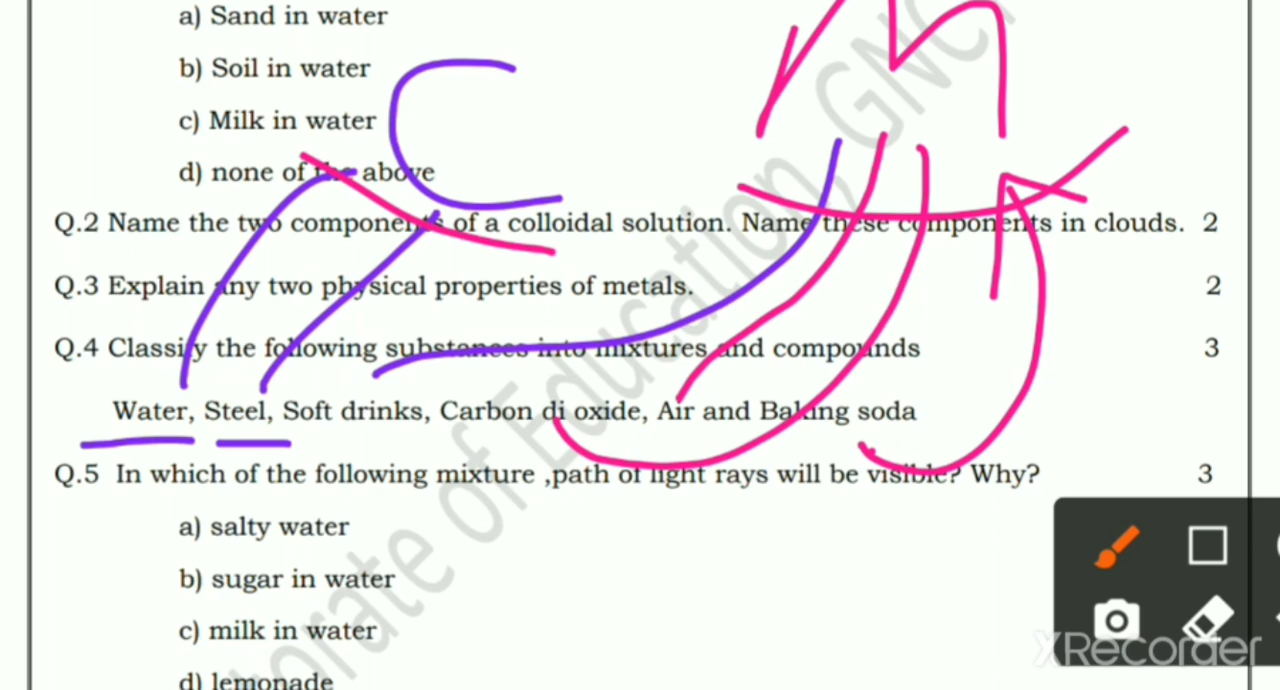 a) Sand in water
b) Soil in water
c) Milk in water
d) none of the above
Q.2 Name the two components of a colloidal solution. Name these components in clouds. 2
Q.3 Explain any two physical properties of metals. 2
Q.4 Classify the following substances into mixtures and compounds 3
Water, Steel, Soft drinks, Carbon di oxide, Air and Baking soda
Q.5 In which of the following mixture ,path of light rays will be visible? Why? 3
a) salty water
b) sugar in water
c) milk in water
d) lemonade
orate of Education, GNCT
C
M
XRecorder